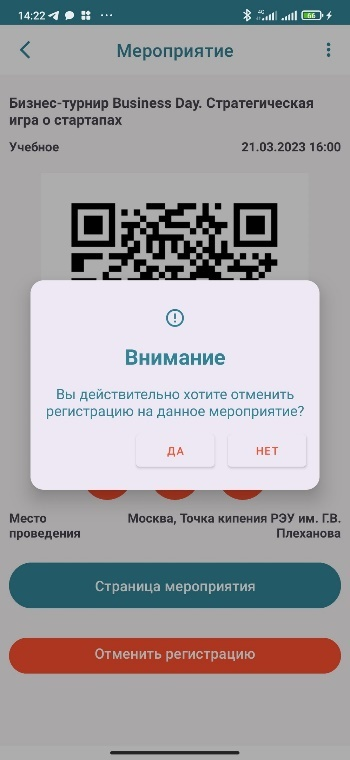 14:22
4G
66
Мероприятие
Бизнес-турнир Business Day. Стратегическая
игра о стартапах
Учебное
21.03.2023 16:00
Внимание
Вы действительно хотите отменить
регистрацию на данное мероприятие?
ДА
НЕТ
Место
проведения
Москва, Точка кипения РЭУ им. Г.В.
Плеханова
Страница мероприятия
Отменить регистрацию